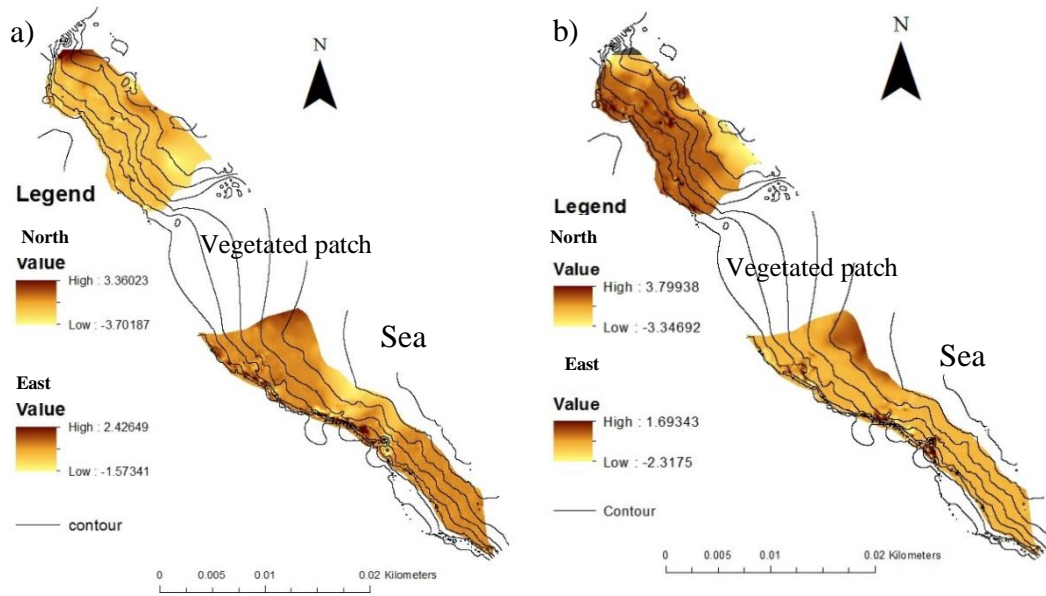 a)
N
Legend
North
Value
High : 3.36023
Low : -3.70187
East
Value
High : 2.42649
Low : -1.57341
contour
Vegetated patch
Sea
0 0.005 0.01 0.02 Kilometers
b)
N
Legend
North
Value
High : 3.79938
Low : -3.34692
East
Value
High : 1.69343
Low : -2.3175
Contour
Vegetated patch
Sea
0 0.005 0.01 0.02 Kilometers